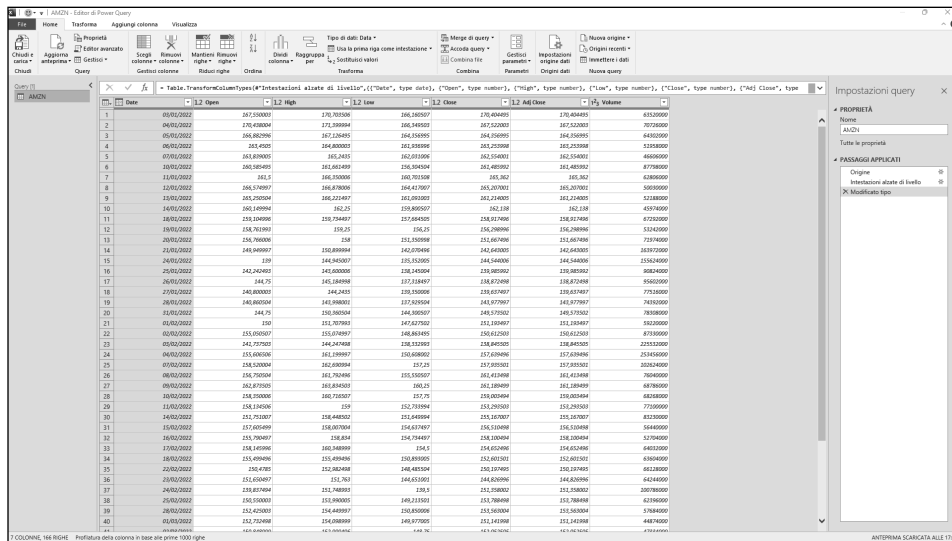 AMZN - Editor di Power Query
File Home Trasforma Aggiungi colonna Visualizza
Chiudi e carica
Aggiorna anteprima
Proprietà
Editor avanzato
Gestisci
Scegli colonne
Rimuovi colonne
Mantieni righe
Rimuovi righe
Dividi colonna
Raggruppa per
Tipo di dati: Data
Usa la prima riga come intestazione
Sostituisci valori
Merge di query
Accoda query
Combina file
Gestisci parametri
Impostazioni origine dati
Nuova origine
Origini recenti
Immettere i dati
Chiudi Query Gestisci colonne Riduci righe Ordina Trasforma Combina Parametri Origini dati Nuova query
Query [1]
AMZN
= Table.TransformColumnTypes(#"Intestazioni alzate di livello",{{"Date", type date}, {"Open", type number}, {"High", type number}, {"Low", type number}, {"Close", type number}, {"Adj Close", type
Date 1.2 Open 1.2 High 1.2 Low 1.2 Close 1.2 Adj Close 123 Volume
1 03/01/2022 167,550003 170,703506 166,160507 170,404495 170,404495 63520000
2 04/01/2022 170,438004 171,399994 166,349503 167,522003 167,522003 70726000
3 05/01/2022 166,882996 167,126495 164,356995 164,356995 164,356995 64302000
4 06/01/2022 163,4505 164,800003 161,936996 163,253998 163,253998 51958000
5 07/01/2022 163,839005 165,2435 162,031006 162,554001 162,554001 46606000
6 10/01/2022 160,585495 161,661499 156,304504 161,485992 161,485992 87798000
7 11/01/2022 161,5 166,350006 160,701508 165,362 165,362 62806000
8 12/01/2022 166,574997 166,878006 164,417007 165,207001 165,207001 50030000
9 13/01/2022 165,250504 166,221497 161,091003 161,214005 161,214005 52188000
10 14/01/2022 160,149994 162,25 159,800507 162,138 162,138 45974000
11 18/01/2022 159,104996 159,734497 157,664505 158,917496 158,917496 67292000
12 19/01/2022 158,761993 159,25 156,25 156,298996 156,298996 53242000
13 20/01/2022 156,766006 158 151,350998 151,667496 151,667496 71974000
14 21/01/2022 149,949997 150,899994 142,070496 142,643005 142,643005 163972000
15 24/01/2022 139 144,945007 135,352005 144,544006 144,544006 155624000
16 25/01/2022 142,242493 143,600006 138,145004 139,985992 139,985992 90824000
17 26/01/2022 144,75 145,184998 137,318497 138,872498 138,872498 95602000
18 27/01/2022 140,800003 144,2435 139,350006 139,637497 139,637497 77516000
19 28/01/2022 140,860504 143,998001 137,929504 143,977997 143,977997 74392000
20 31/01/2022 144,75 150,360504 144,300507 149,573502 149,573502 78308000
21 01/02/2022 150 151,707993 147,627502 151,193497 151,193497 59220000
22 02/02/2022 155,050507 155,074997 148,863495 150,612503 150,612503 87330000
23 03/02/2022 141,737503 144,247498 138,332993 138,845505 138,845505 225532000
24 04/02/2022 155,606506 161,199997 150,608002 157,639496 157,639496 253456000
25 07/02/2022 158,520004 162,690994 157,25 157,935501 157,935501 102624000
26 08/02/2022 156,750504 161,792496 155,550507 161,413498 161,413498 76040000
27 09/02/2022 162,873505 163,834503 160,25 161,189499 161,189499 68786000
28 10/02/2022 158,350006 160,716507 157,75 159,003494 159,003494 68268000
29 11/02/2022 158,134506 159 152,733994 153,293503 153,293503 77100000
30 14/02/2022 151,751007 158,448502 151,649994 155,167007 155,167007 83230000
31 15/02/2022 157,605499 158,007004 154,637497 156,510498 156,510498 56440000
32 16/02/2022 155,790497 158,834 154,734497 158,100494 158,100494 52704000
33 17/02/2022 158,145996 160,348999 154,5 154,652496 154,652496 64032000
34 18/02/2022 155,499496 155,499496 150,893005 152,601501 152,601501 63604000
35 22/02/2022 150,4785 152,982498 148,485504 150,197495 150,197495 66128000
36 23/02/2022 151,650497 151,763 144,651001 144,826996 144,826996 64244000
37 24/02/2022 139,837494 151,748993 139,5 151,358002 151,358002 100786000
38 25/02/2022 150,550003 153,990005 149,213501 153,788498 153,788498 62396000
39 28/02/2022 152,425003 154,449997 150,850006 153,563004 153,563004 57684000
40 01/03/2022 152,732498 154,098999 149,977005 151,141998 151,141998 44874000
Impostazioni query
PROPRIETÀ
Nome
AMZN
Tutte le proprietà
PASSAGGI APPLICATI
Origine
Intestazioni alzate di livello
Modificato tipo
7 COLONNE, 166 RIGHE Profilatura della colonna in base alle prime 1000 righe
ANTEPRIMA SCARICATA ALLE 17: